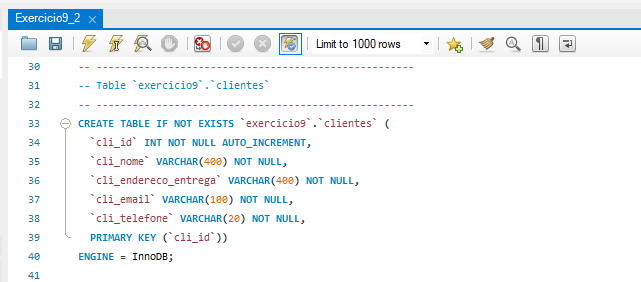 Exercicio9_2 ×
Limit to 1000 rows
30 -- -----------------------------------------------------
31 -- Table `exercicio9`.`clientes`
32 -- -----------------------------------------------------
33 CREATE TABLE IF NOT EXISTS `exercicio9`.`clientes` (
34 `cli_id` INT NOT NULL AUTO_INCREMENT,
35 `cli_nome` VARCHAR(400) NOT NULL,
36 `cli_endereco_entrega` VARCHAR(400) NOT NULL,
37 `cli_email` VARCHAR(100) NOT NULL,
38 `cli_telefone` VARCHAR(20) NOT NULL,
39 PRIMARY KEY (`cli_id`))
40 ENGINE = InnoDB;
41